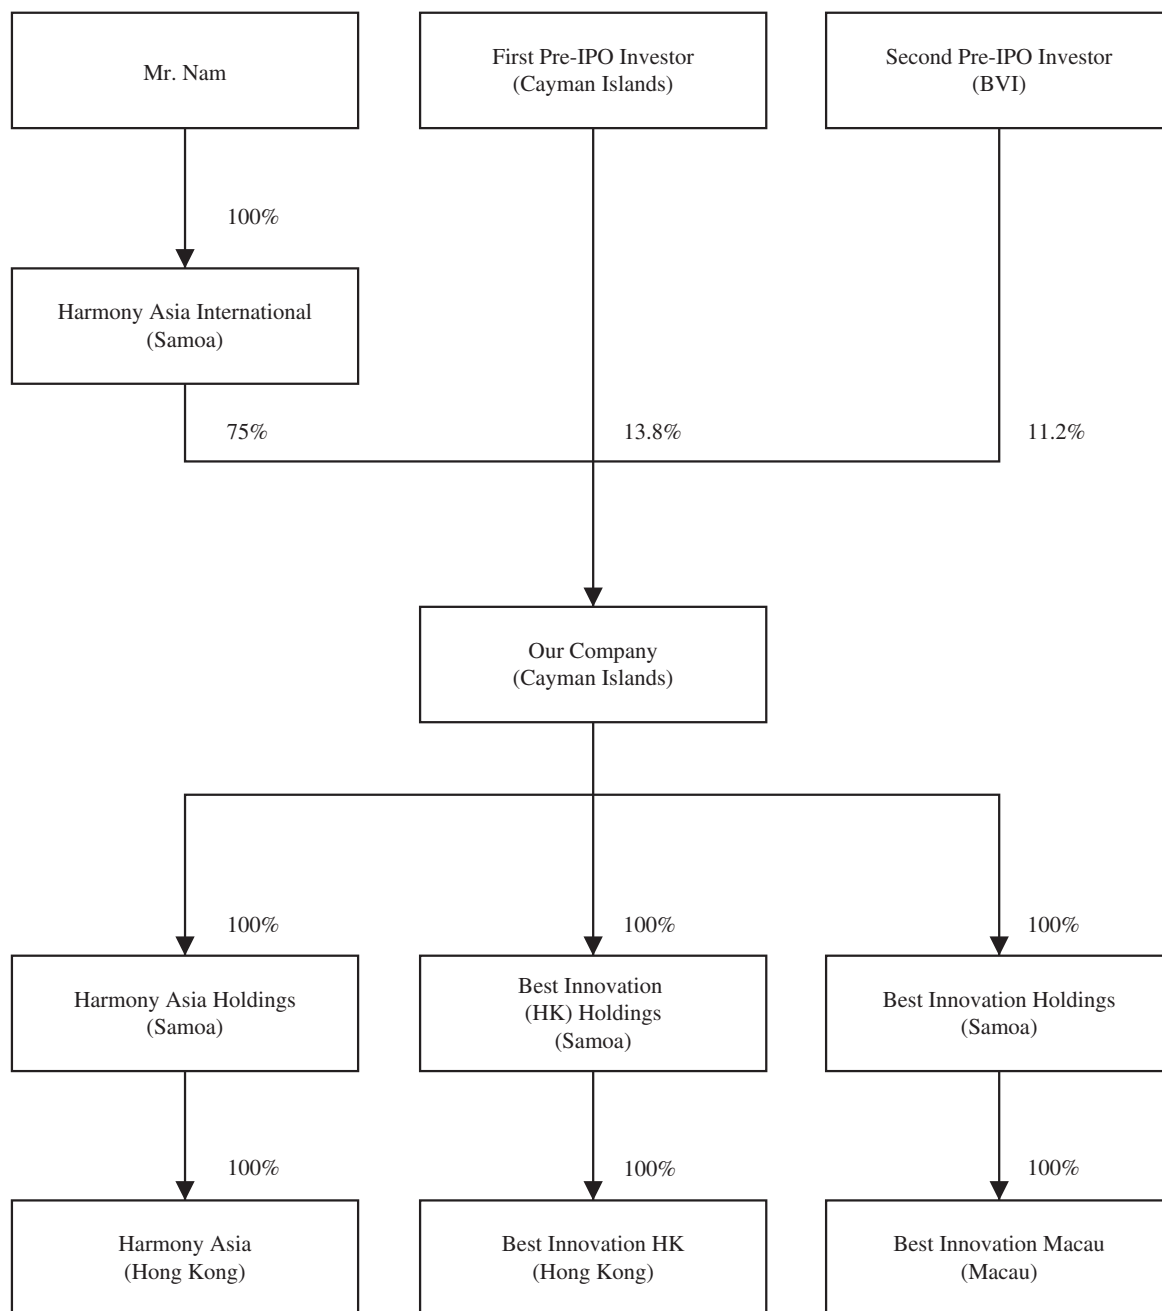 Mr. Nam
First Pre-IPO Investor
(Cayman Islands)
Second Pre-IPO Investor
(BVI)
100%
Harmony Asia International
(Samoa)
75%
13.8%
11.2%
Our Company
(Cayman Islands)
100%
100%
100%
Harmony Asia Holdings
(Samoa)
Best Innovation
(HK) Holdings
(Samoa)
Best Innovation Holdings
(Samoa)
100%
100%
100%
Harmony Asia
(Hong Kong)
Best Innovation HK
(Hong Kong)
Best Innovation Macau
(Macau)